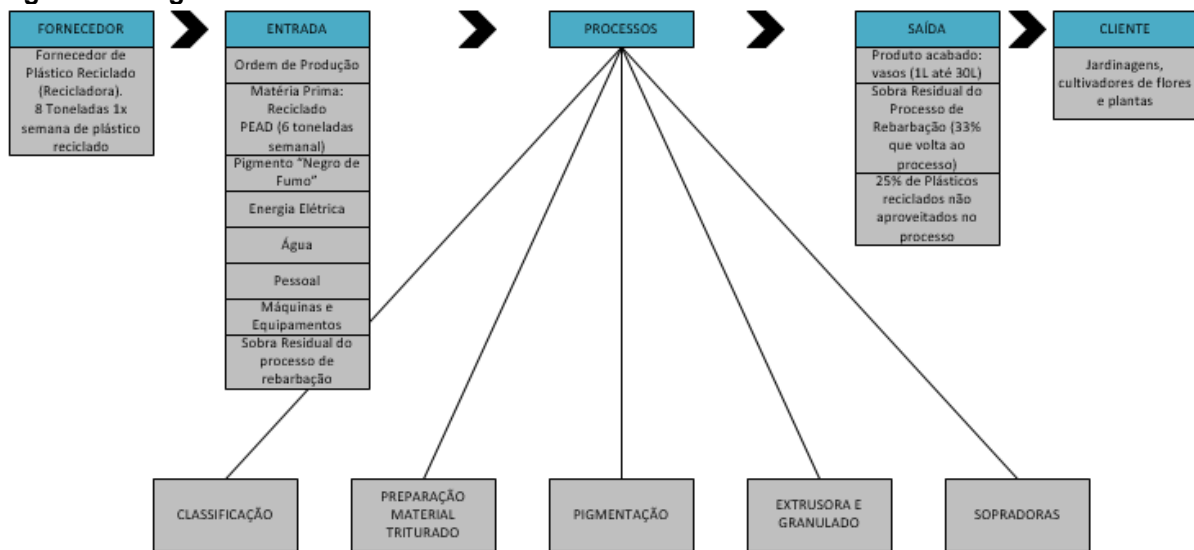 FORNECEDOR
Fornecedor de
Plástico Reciclado
(Recicladora).
8 Toneladas 1x
semana de plástico
reciclado
ENTRADA
Ordem de Produção
Matéria Prima:
Reciclado
PEAD (6 toneladas
semanal)
Pigmento “Negro de
Fumo”
Energia Elétrica
Água
Pessoal
Máquinas e
Equipamentos
Sobra Residual do
processo de
rebarbação
PROCESSOS
SAÍDA
Produto acabado:
vasos (1L até 30L)
Sobra Residual do
Processo de
Rebarbação (33%
que volta ao
processo)
25% de Plásticos
reciclados não
aproveitados no
processo
CLIENTE
Jardinagens,
cultivadores de flores
e plantas
CLASSIFICAÇÃO
PREPARAÇÃO
MATERIAL
TRITURADO
PIGMENTAÇÃO
EXTRUSORA E
GRANULADO
SOPRADORAS